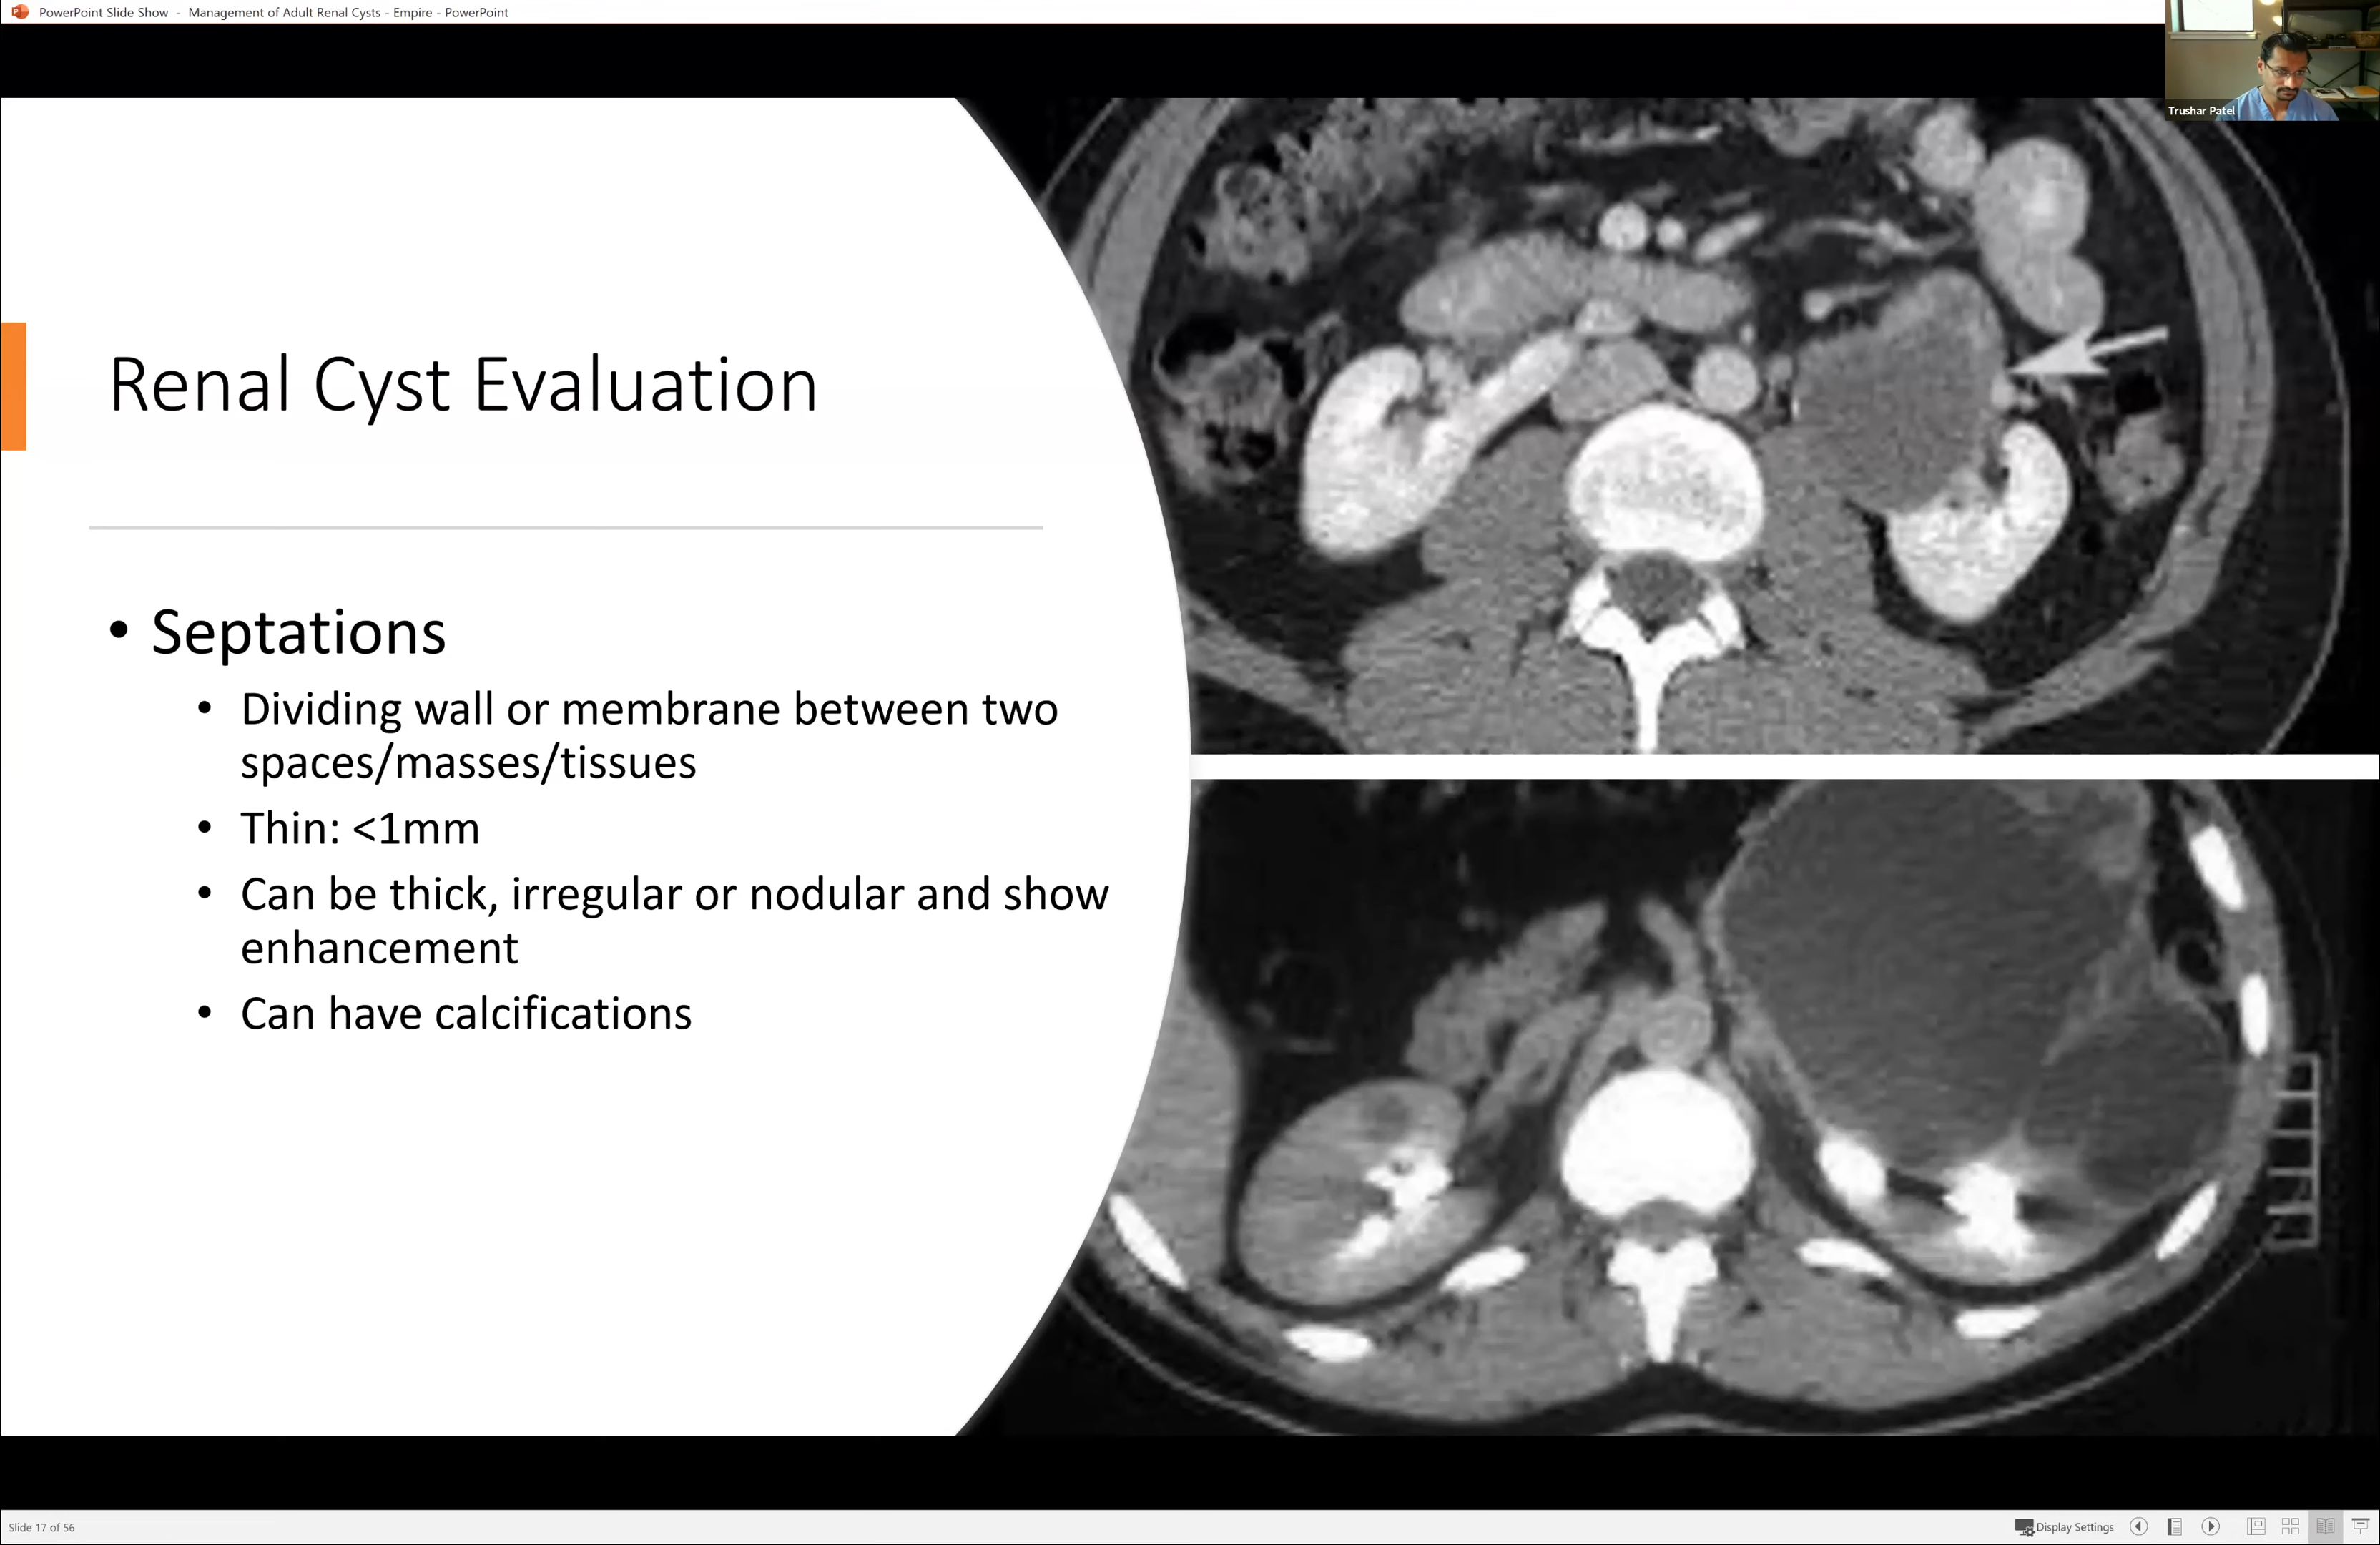 PowerPoint Slide Show - Management of Adult Renal Cysts - Empire - PowerPoint
Trushar Patel
Renal Cyst Evaluation
• Septations
• Dividing wall or membrane between two
spaces/masses/tissues
• Thin: <1mm
• Can be thick, irregular or nodular and show
enhancement
• Can have calcifications
Slide 17 of 56
Display Settings